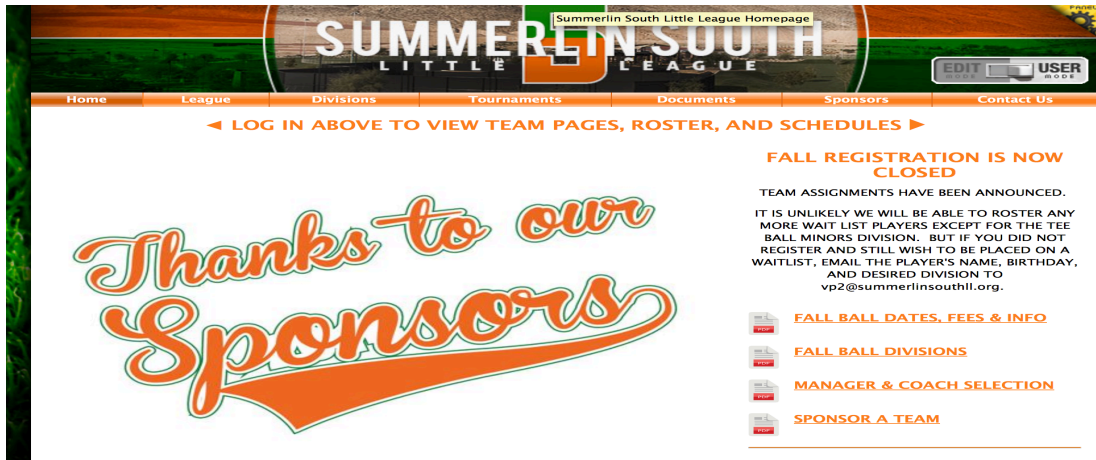 Summerlin South Little League Homepage
SUMMERLIN SOUTH
LITTLE LEAGUE
EDIT MODE USER MODE
Home League Divisions Tournaments Documents Sponsors Contact Us
◄ LOG IN ABOVE TO VIEW TEAM PAGES, ROSTER, AND SCHEDULES ►
Thanks to our
Sponsors
FALL REGISTRATION IS NOW
CLOSED
TEAM ASSIGNMENTS HAVE BEEN ANNOUNCED.
IT IS UNLIKELY WE WILL BE ABLE TO ROSTER ANY
MORE WAIT LIST PLAYERS EXCEPT FOR THE TEE
BALL MINORS DIVISION. BUT IF YOU DID NOT
REGISTER AND STILL WISH TO BE PLACED ON A
WAITLIST, EMAIL THE PLAYER'S NAME, BIRTHDAY,
AND DESIRED DIVISION TO
vp2@summerlinsouthll.org.
PDF FALL BALL DATES, FEES & INFO
PDF FALL BALL DIVISIONS
PDF MANAGER & COACH SELECTION
PDF SPONSOR A TEAM